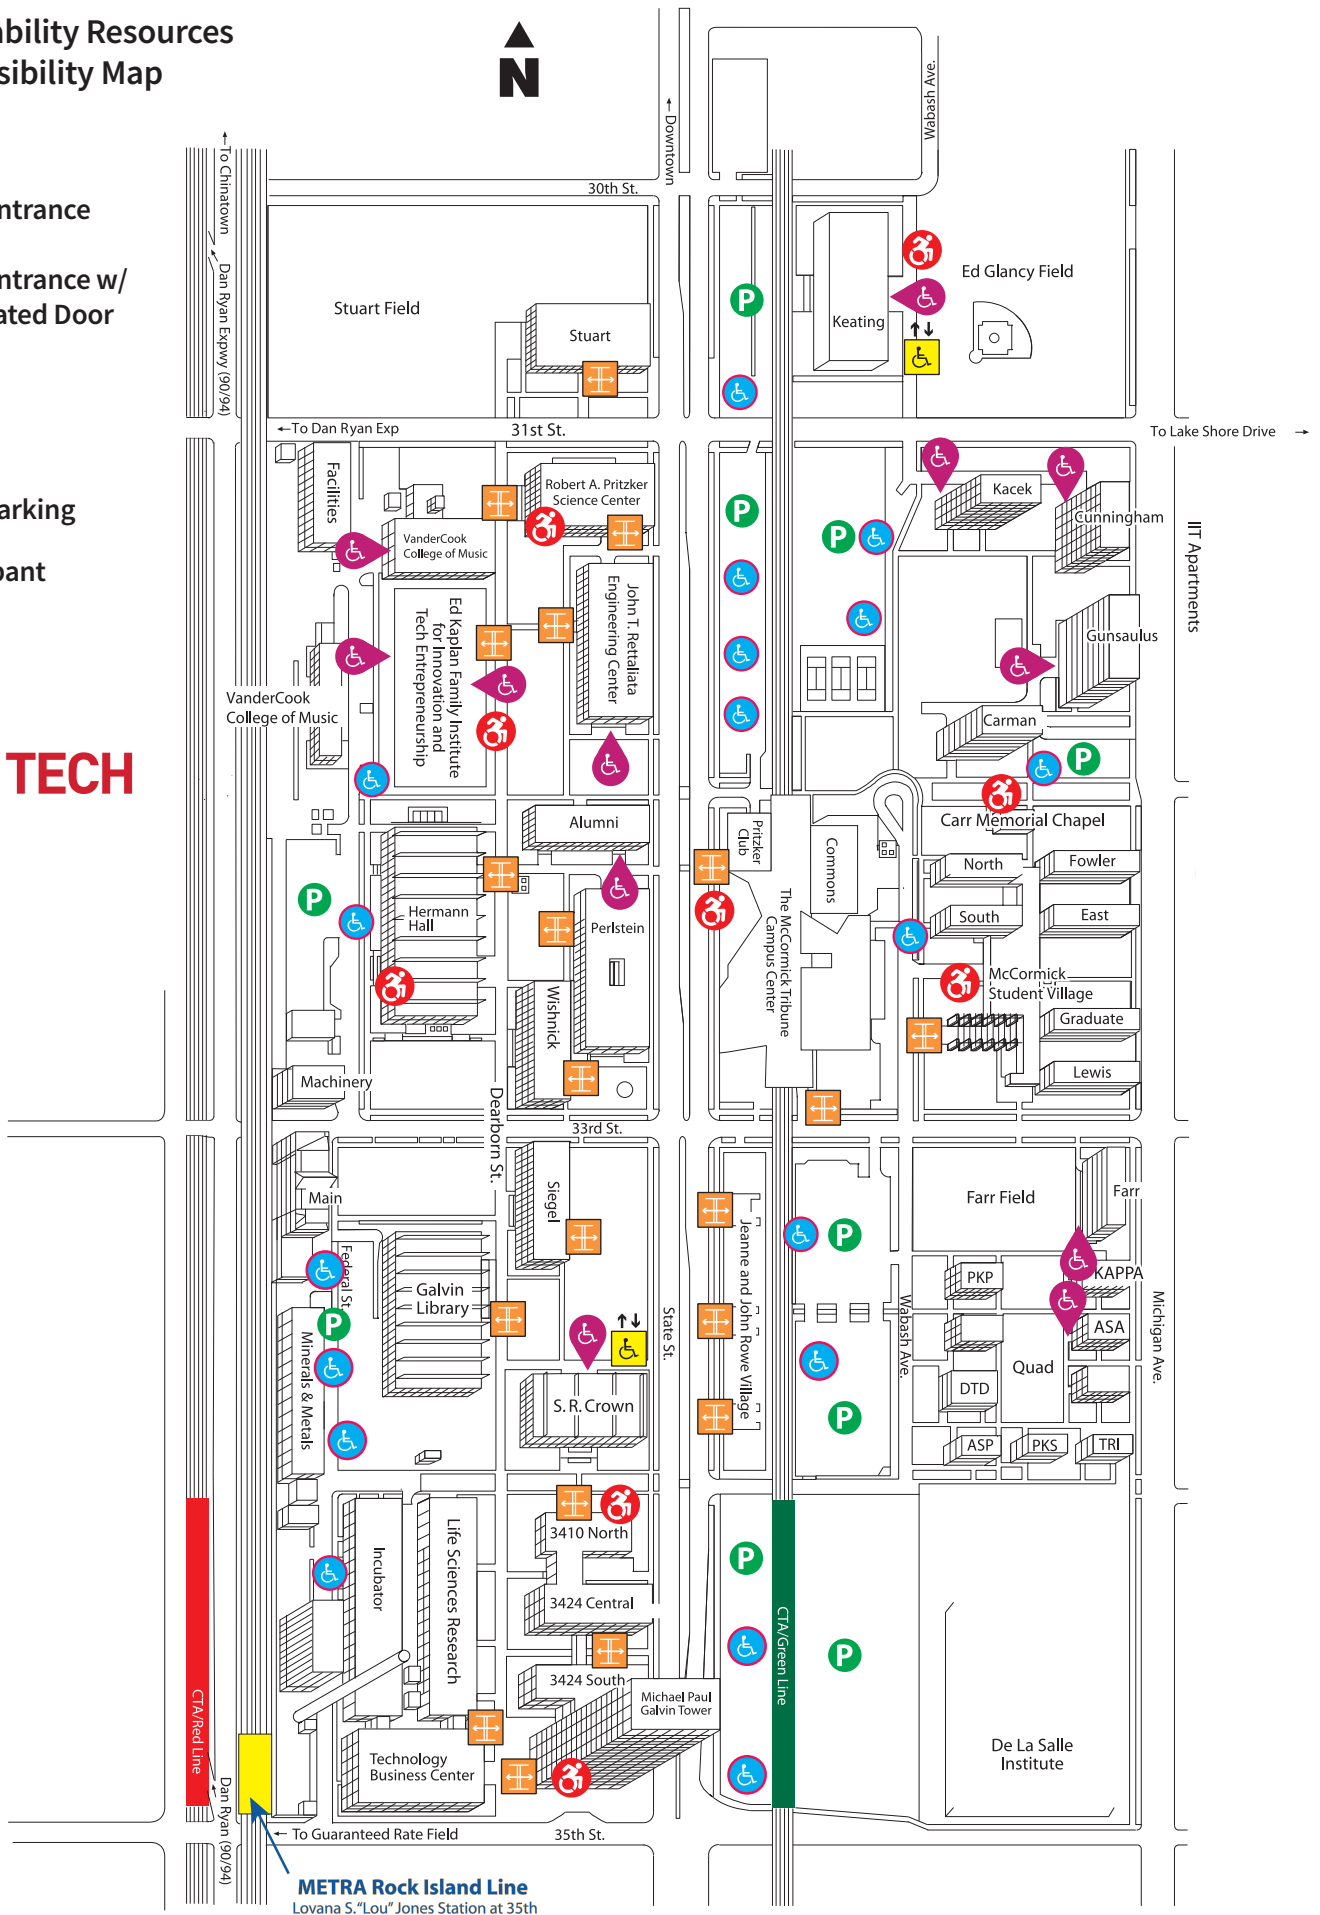 ability Resources
sibility Map
ntrance
ntrance w/
ated Door
arking
pant
TECH
N
← Downtown
Wabash Ave.
←To Chinatown
30th St.
← Dan Ryan Expwy (90/94)
Stuart Field
Stuart
P
Keating
Ed Glancy Field
←To Dan Ryan Exp
31st St.
To Lake Shore Drive →
Facilities
Robert A. Pritzker
Science Center
VanderCook
College of Music
P
P
Kacek
Cunningham
IIT Apartments
Ed Kaplan Family Institute
for Innovation and
Tech Entrepreneurship
John T. Rettaliata
Engineering Center
Gunsaulus
VanderCook
College of Music
Carman
P
Alumni
Pritzker
Club
Commons
Carr Memorial Chapel
North
Fowler
P
Hermann
Hall
Perlstein
The McCormick Tribune
Campus Center
South
East
McCormick
Student Village
Wishnick
Graduate
Machinery
Lewis
Dearborn St.
33rd St.
Main
Siegel
Jeanne and John Rowe Village
P
Farr Field
Farr
Federal St.
Galvin
Library
PKP
KAPPA
P
State St.
Wabash Ave.
Michigan Ave.
ASA
Minerals & Metals
Quad
S. R. Crown
DTD
P
ASP
PKS
TRI
3410 North
Incubator
Life Sciences Research
P
3424 Central
CTA/Green Line
P
3424 South
Michael Paul
Galvin Tower
CTA/Red Line
Technology
Business Center
De La Salle
Institute
← Dan Ryan (90/94)
← To Guaranteed Rate Field
35th St.
METRA Rock Island Line
Lovana S."Lou" Jones Station at 35th